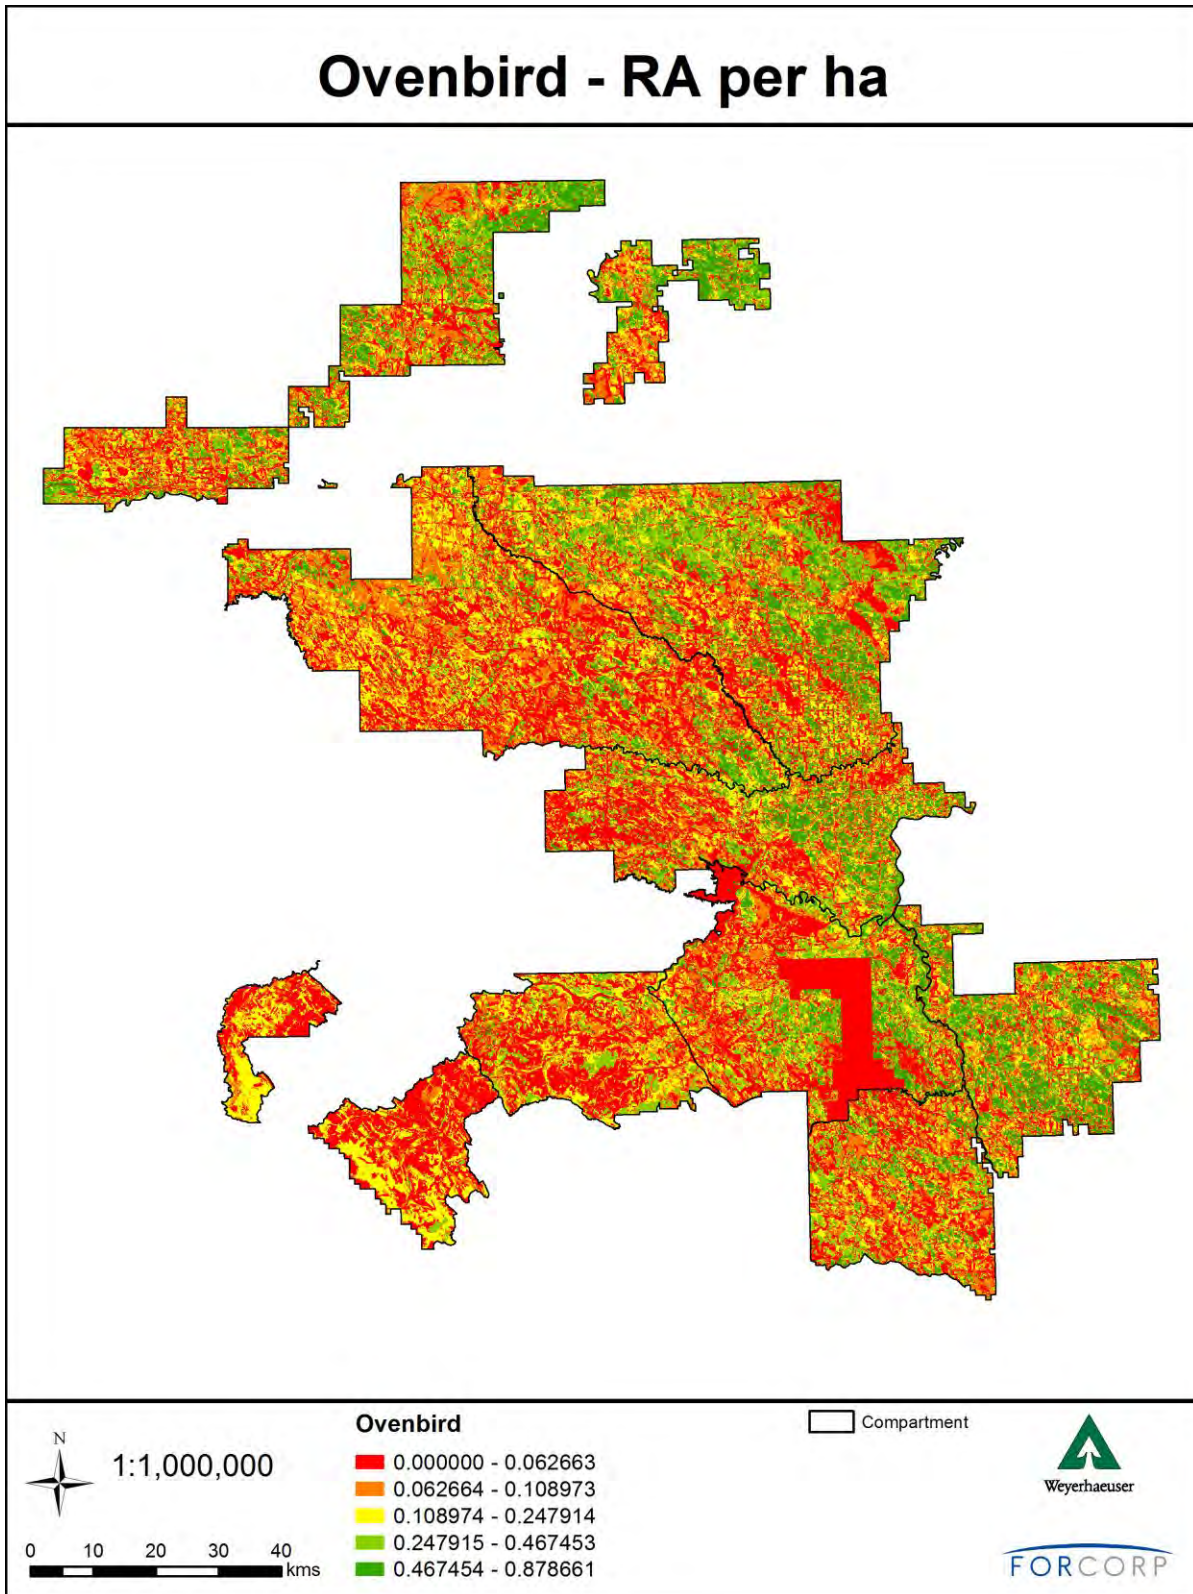 Ovenbird - RA per ha
N
1:1,000,000
0 10 20 30 40
kms
Ovenbird
0.000000 - 0.062663
0.062664 - 0.108973
0.108974 - 0.247914
0.247915 - 0.467453
0.467454 - 0.878661
Compartment
Weyerhaeuser
FORCORP